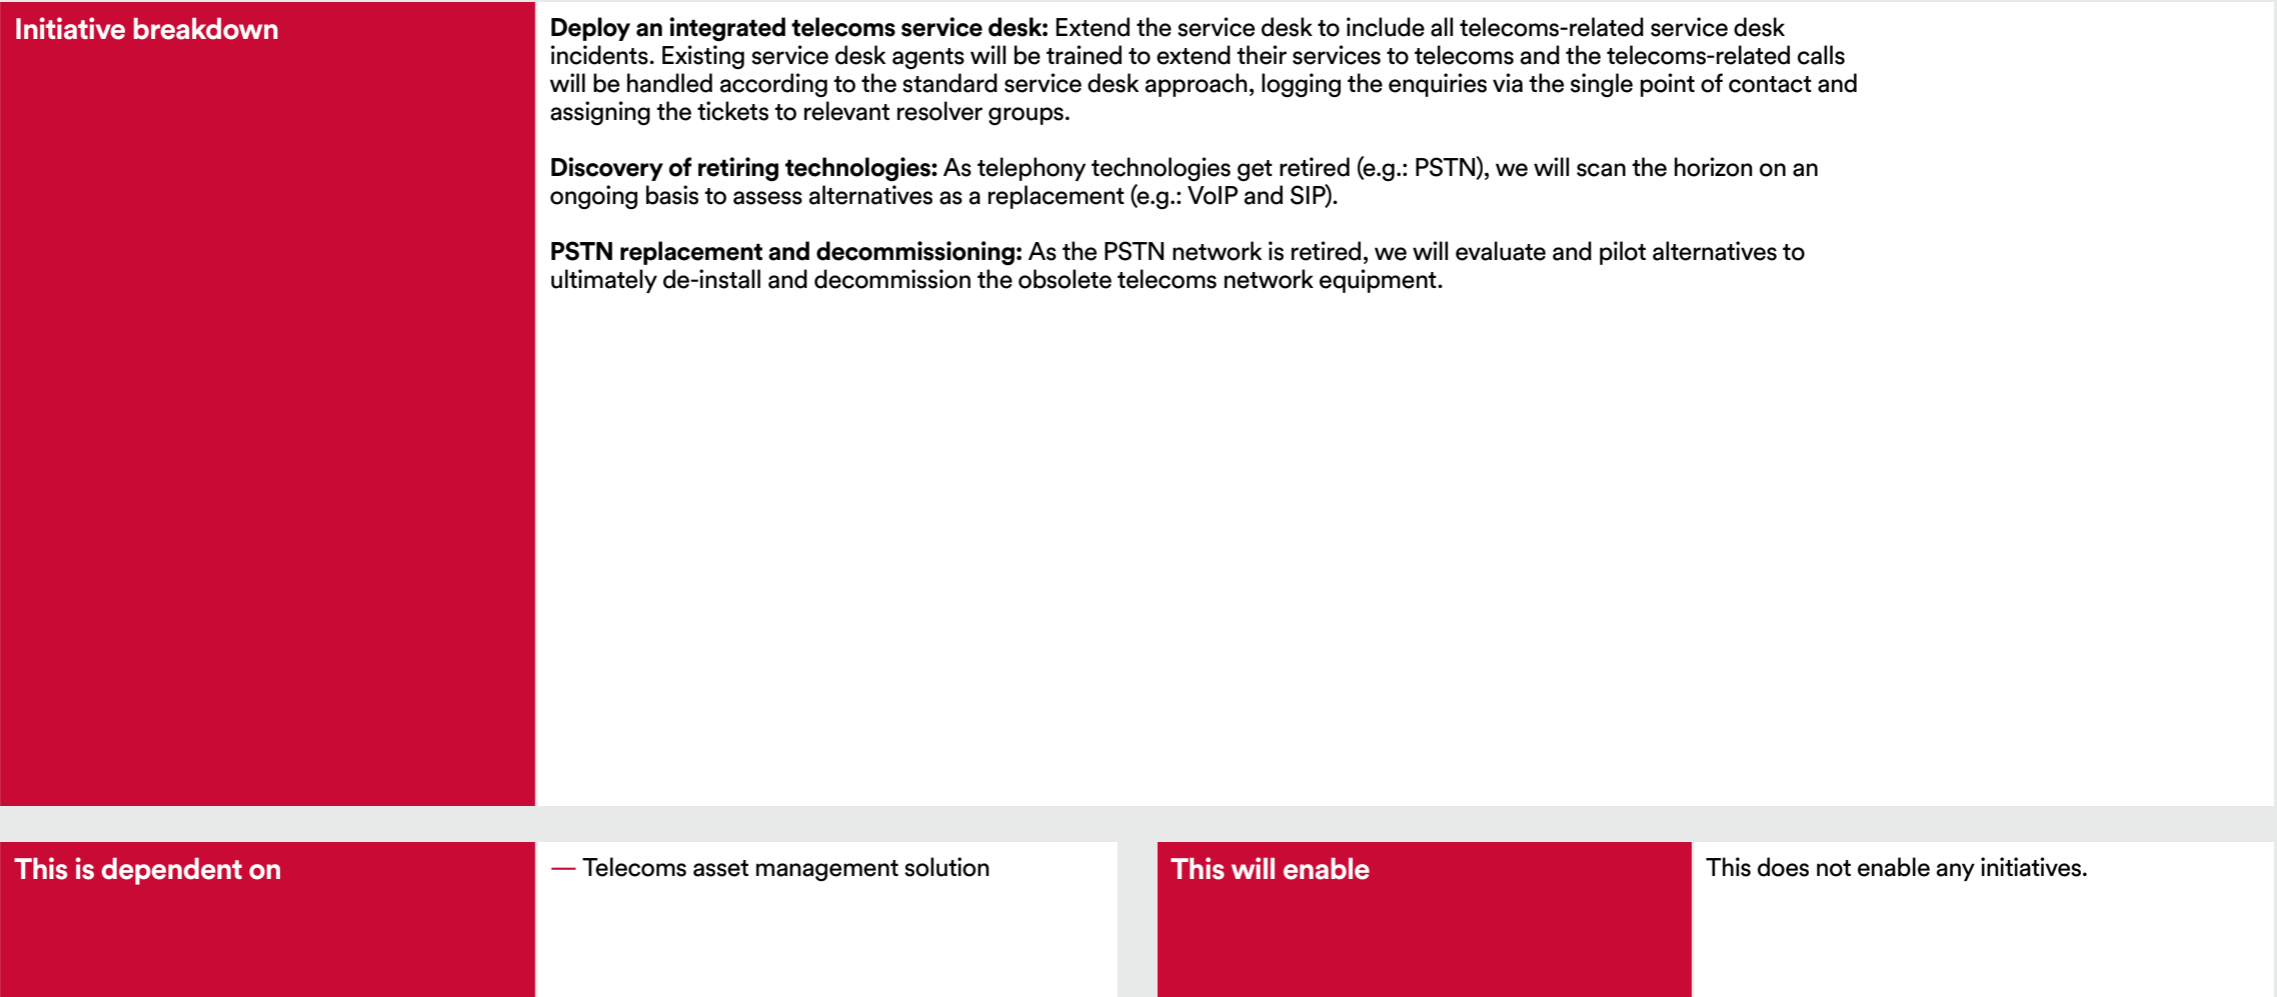 Initiative breakdown
Deploy an integrated telecoms service desk: Extend the service desk to include all telecoms-related service desk
incidents. Existing service desk agents will be trained to extend their services to telecoms and the telecoms-related calls
will be handled according to the standard service desk approach, logging the enquiries via the single point of contact and
assigning the tickets to relevant resolver groups.
Discovery of retiring technologies: As telephony technologies get retired (e.g.: PSTN), we will scan the horizon on an
ongoing basis to assess alternatives as a replacement (e.g.: VoIP and SIP).
PSTN replacement and decommissioning: As the PSTN network is retired, we will evaluate and pilot alternatives to
ultimately de-install and decommission the obsolete telecoms network equipment.
This is dependent on
— Telecoms asset management solution
This will enable
This does not enable any initiatives.